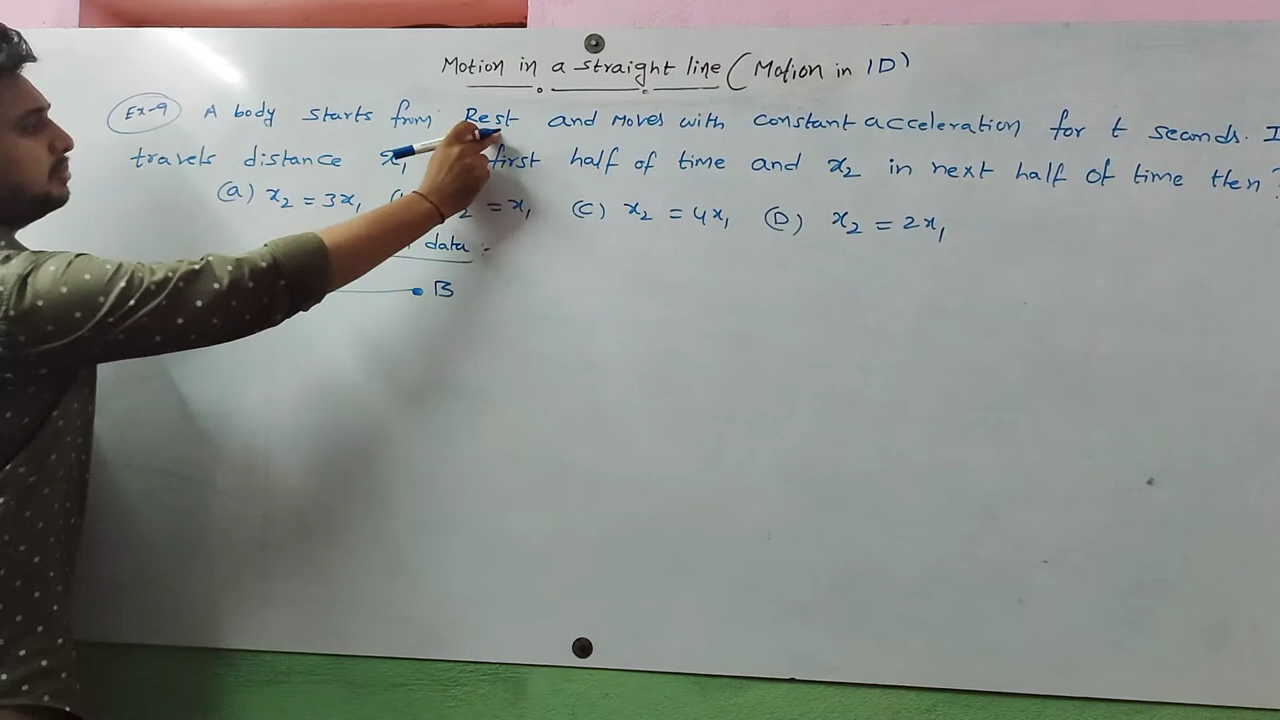 Motion in a straight line (Motion in 1D)
Ex-9 A body starts from Rest and moves with constant acceleration for t seconds. I
travels distance x₁ first half of time and x₂ in next half of time then?
(a) x₂ = 3x₁ = x₁ (C) x₂ = 4x₁ (D) x₂ = 2x₁
data :-
B